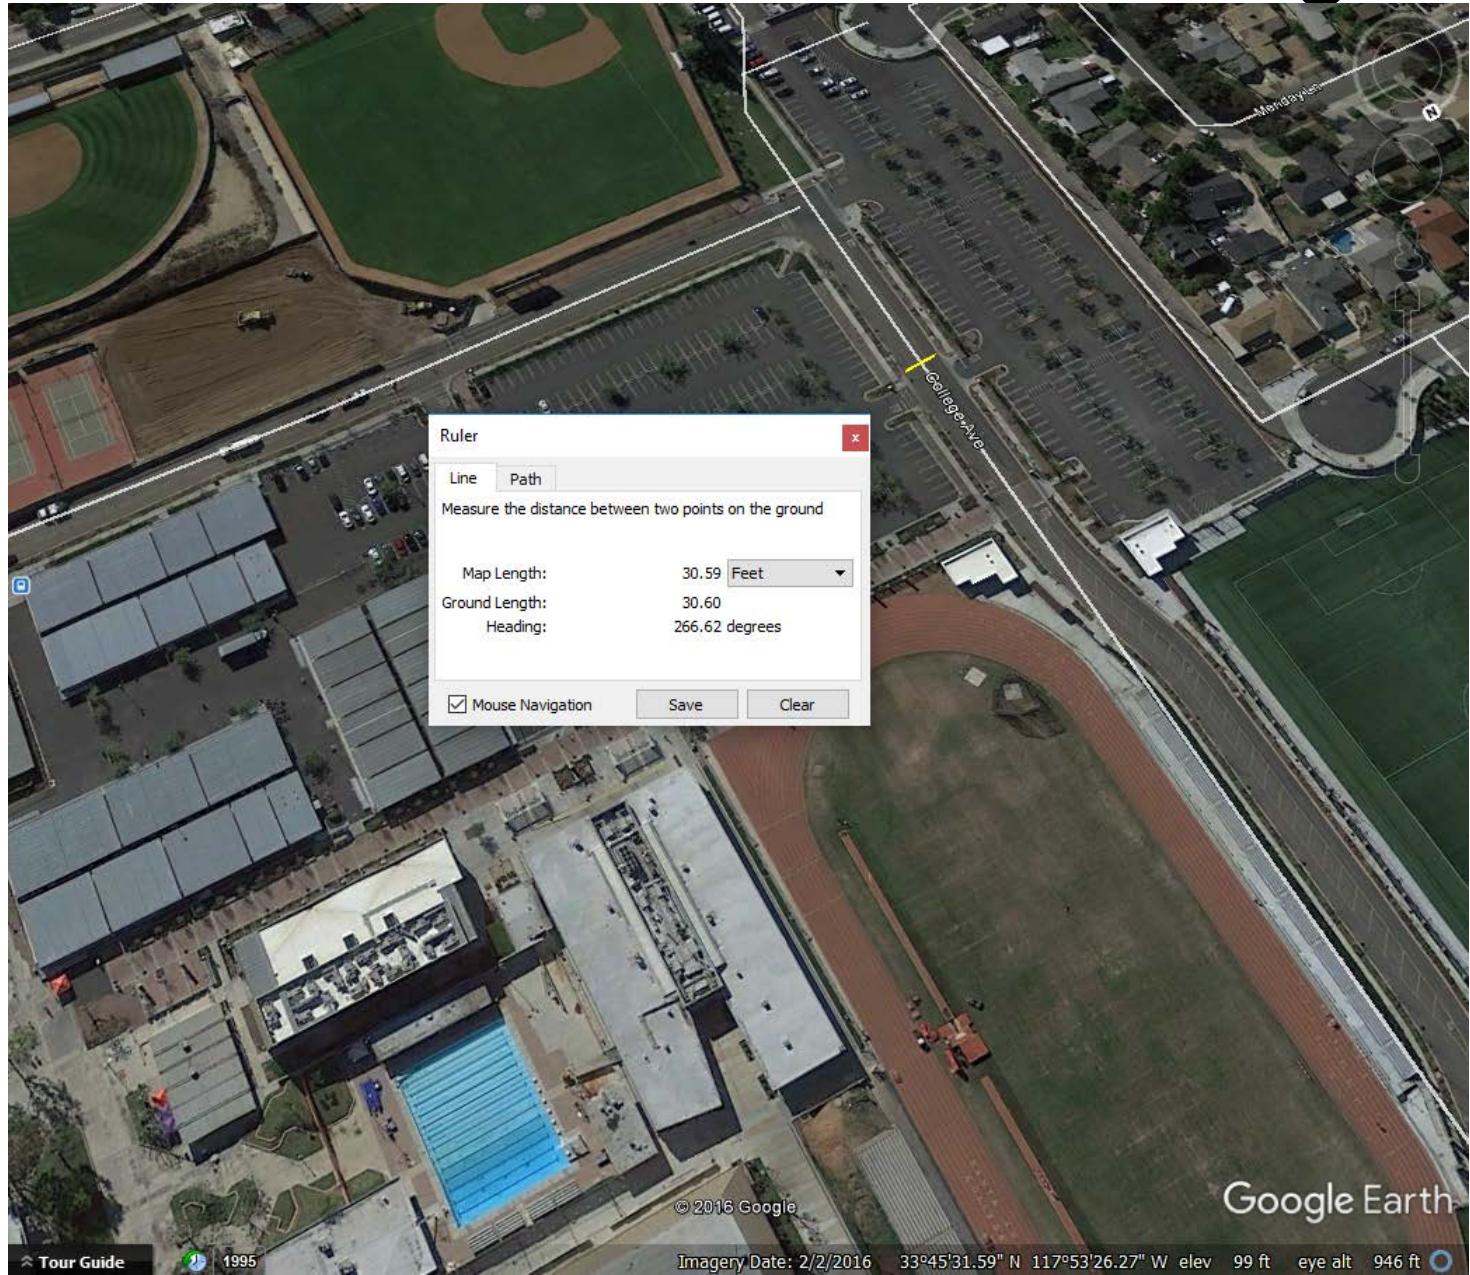 Menday Ln
N
College Ave
Ruler
x
Line Path
Measure the distance between two points on the ground
Map Length: 30.59 Feet
Ground Length: 30.60
Heading: 266.62 degrees
Mouse Navigation Save Clear
© 2016 Google
Google Earth
Tour Guide 1995 Imagery Date: 2/2/2016 33°45'31.59" N 117°53'26.27" W elev 99 ft eye alt 946 ft